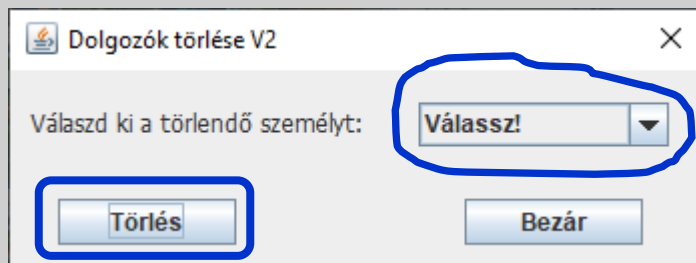 Dolgozók törlése V2
Válaszd ki a törlendő személyt:
Válassz!
Törlés
Bezár